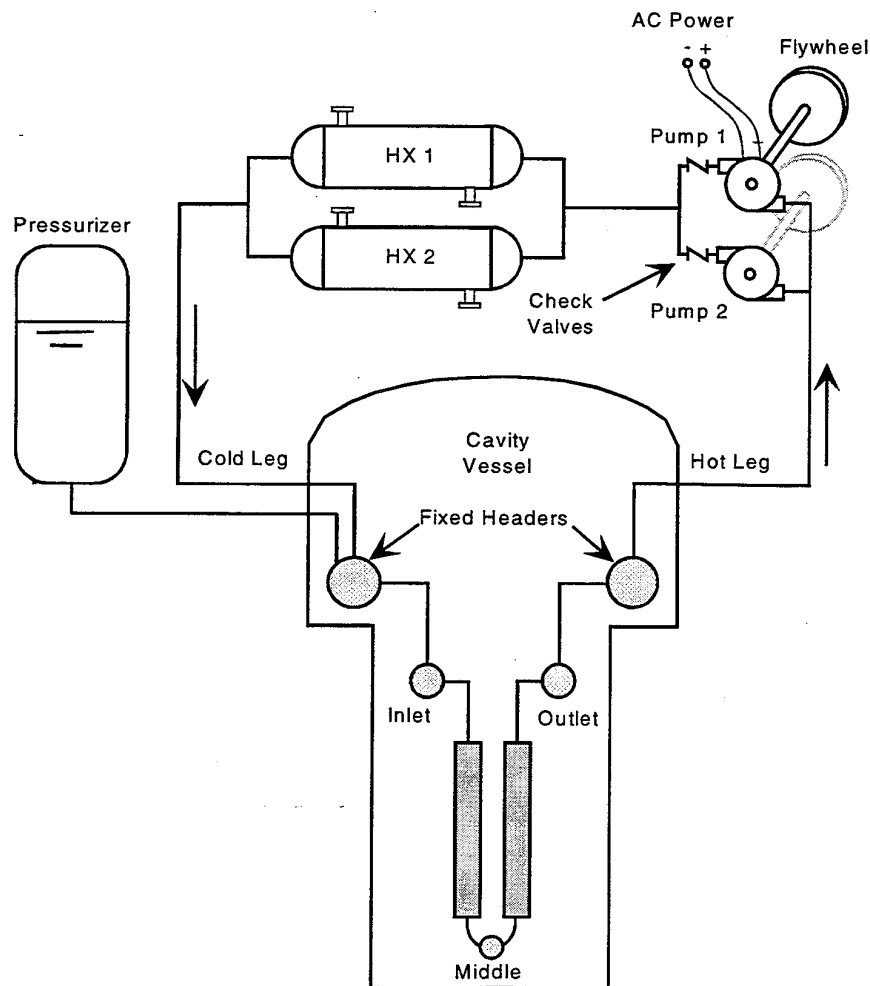 AC Power
- +
Flywheel
Pump 1
HX 1
Pressurizer
HX 2
Check
Valves
Pump 2
Cavity
Vessel
Cold Leg
Hot Leg
Fixed Headers
Inlet
Outlet
Middle